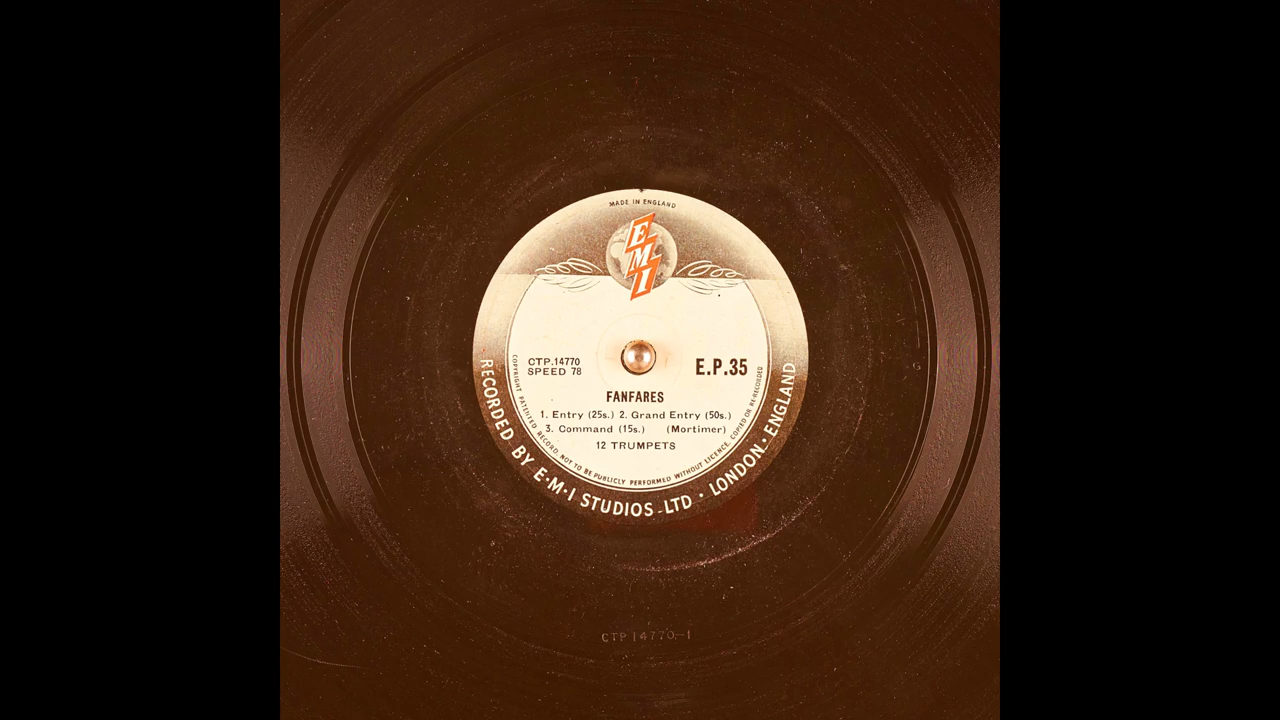 MADE IN ENGLAND
EMI
CTP.14770
SPEED 78
E.P.35
FANFARES
1. Entry (25s.) 2. Grand Entry (50s.)
3. Command (15s.) (Mortimer)
12 TRUMPETS
COPYRIGHT PATENTED RECORD. NOT TO BE PUBLICLY PERFORMED WITHOUT LICENCE, COPIED OR RE-RECORDED
RECORDED BY E·M·I STUDIOS LTD · LONDON · ENGLAND
CTP 14770-1